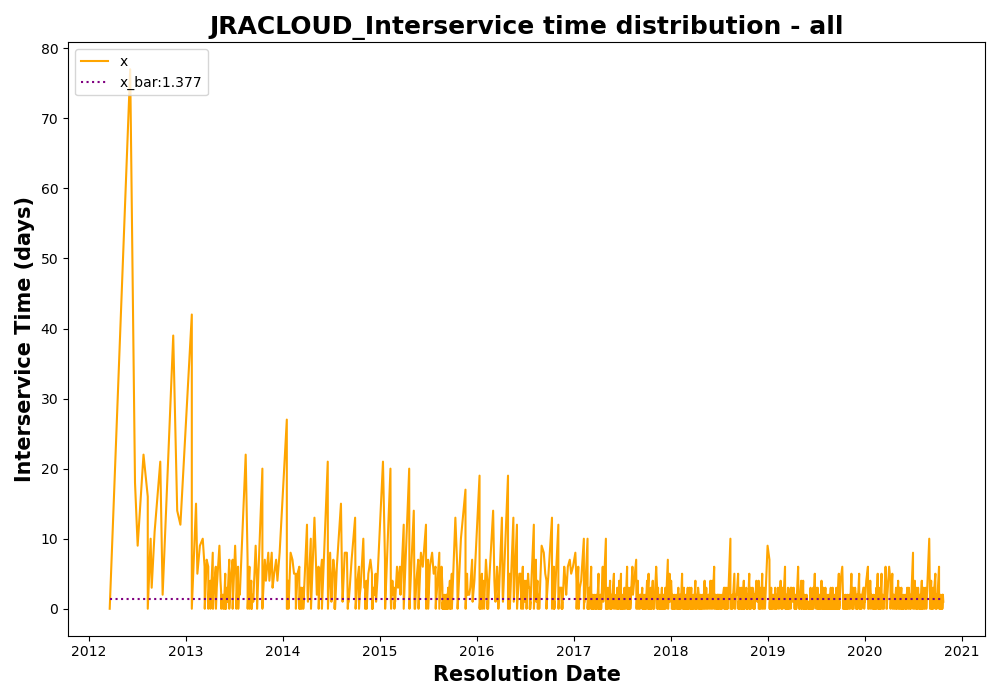 JRACLOUD_Interservice time distribution - all
x
x_bar:1.377
80
70
60
50
40
30
20
10
0
Interservice Time (days)
2012 2013 2014 2015 2016 2017 2018 2019 2020 2021
Resolution Date